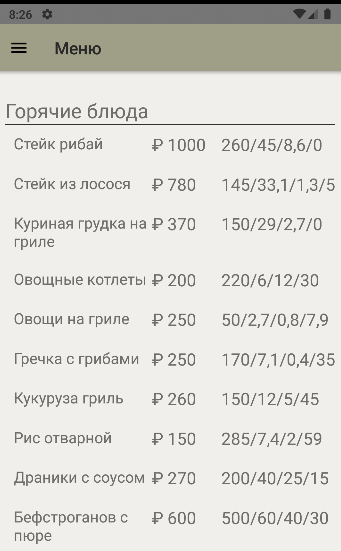 8:26
Меню
Горячие блюда
Стейк рибай ₽ 1000 260/45/8,6/0
Стейк из лосося ₽ 780 145/33,1/1,3/5
Куриная грудка на ₽ 370 150/29/2,7/0
гриле
Овощные котлеты ₽ 200 220/6/12/30
Овощи на гриле ₽ 250 50/2,7/0,8/7,9
Гречка с грибами ₽ 250 170/7,1/0,4/35
Кукуруза гриль ₽ 260 150/12/5/45
Рис отварной ₽ 150 285/7,4/2/59
Драники с соусом ₽ 270 200/40/25/15
Бефстроганов с ₽ 600 500/60/40/30
пюре